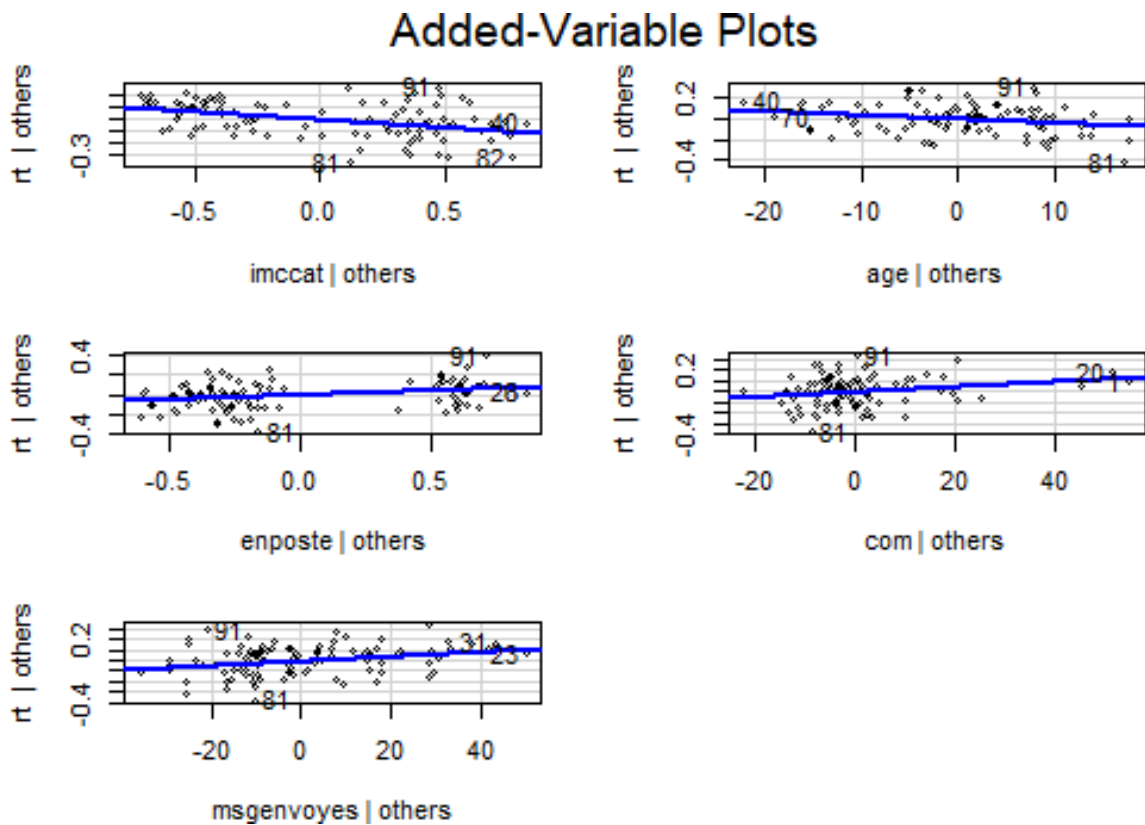 Added-Variable Plots
rt | others
-0.3
91
40
81
82
-0.5 0.0 0.5
imccat | others
rt | others
-0.4 0.2
40
70
91
81
-20 -10 0 10
age | others
rt | others
-0.4 0.4
91
28
81
-0.5 0.0 0.5
enposte | others
rt | others
-0.4 0.2
91
20
1
81
-20 0 20 40
com | others
rt | others
-0.4 0.2
91
31
23
81
-20 0 20 40
msgenvoyes | others